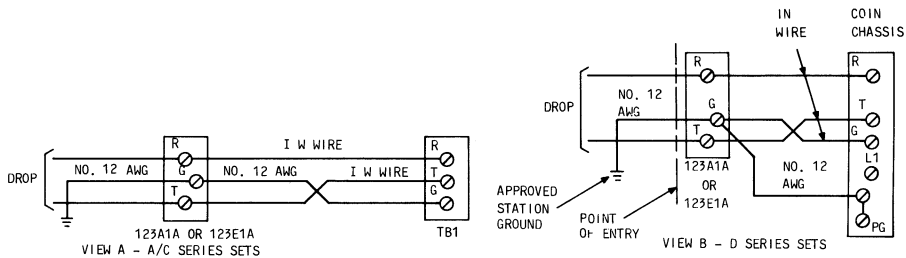 R
I W WIRE
R
DROP
NO. 12 AWG
G
NO. 12 AWG
I W WIRE
T
T
G
123A1A OR 123E1A
TB1
VIEW A - A/C SERIES SETS
IN
WIRE
COIN
CHASSIS
R
R
DROP
NO. 12
AWG
G
T
T
G
L1
123A1A
OR
123E1A
NO. 12
AWG
APPROVED
STATION
GROUND
POINT
OF ENTRY
PG
VIEW B - D SERIES SETS